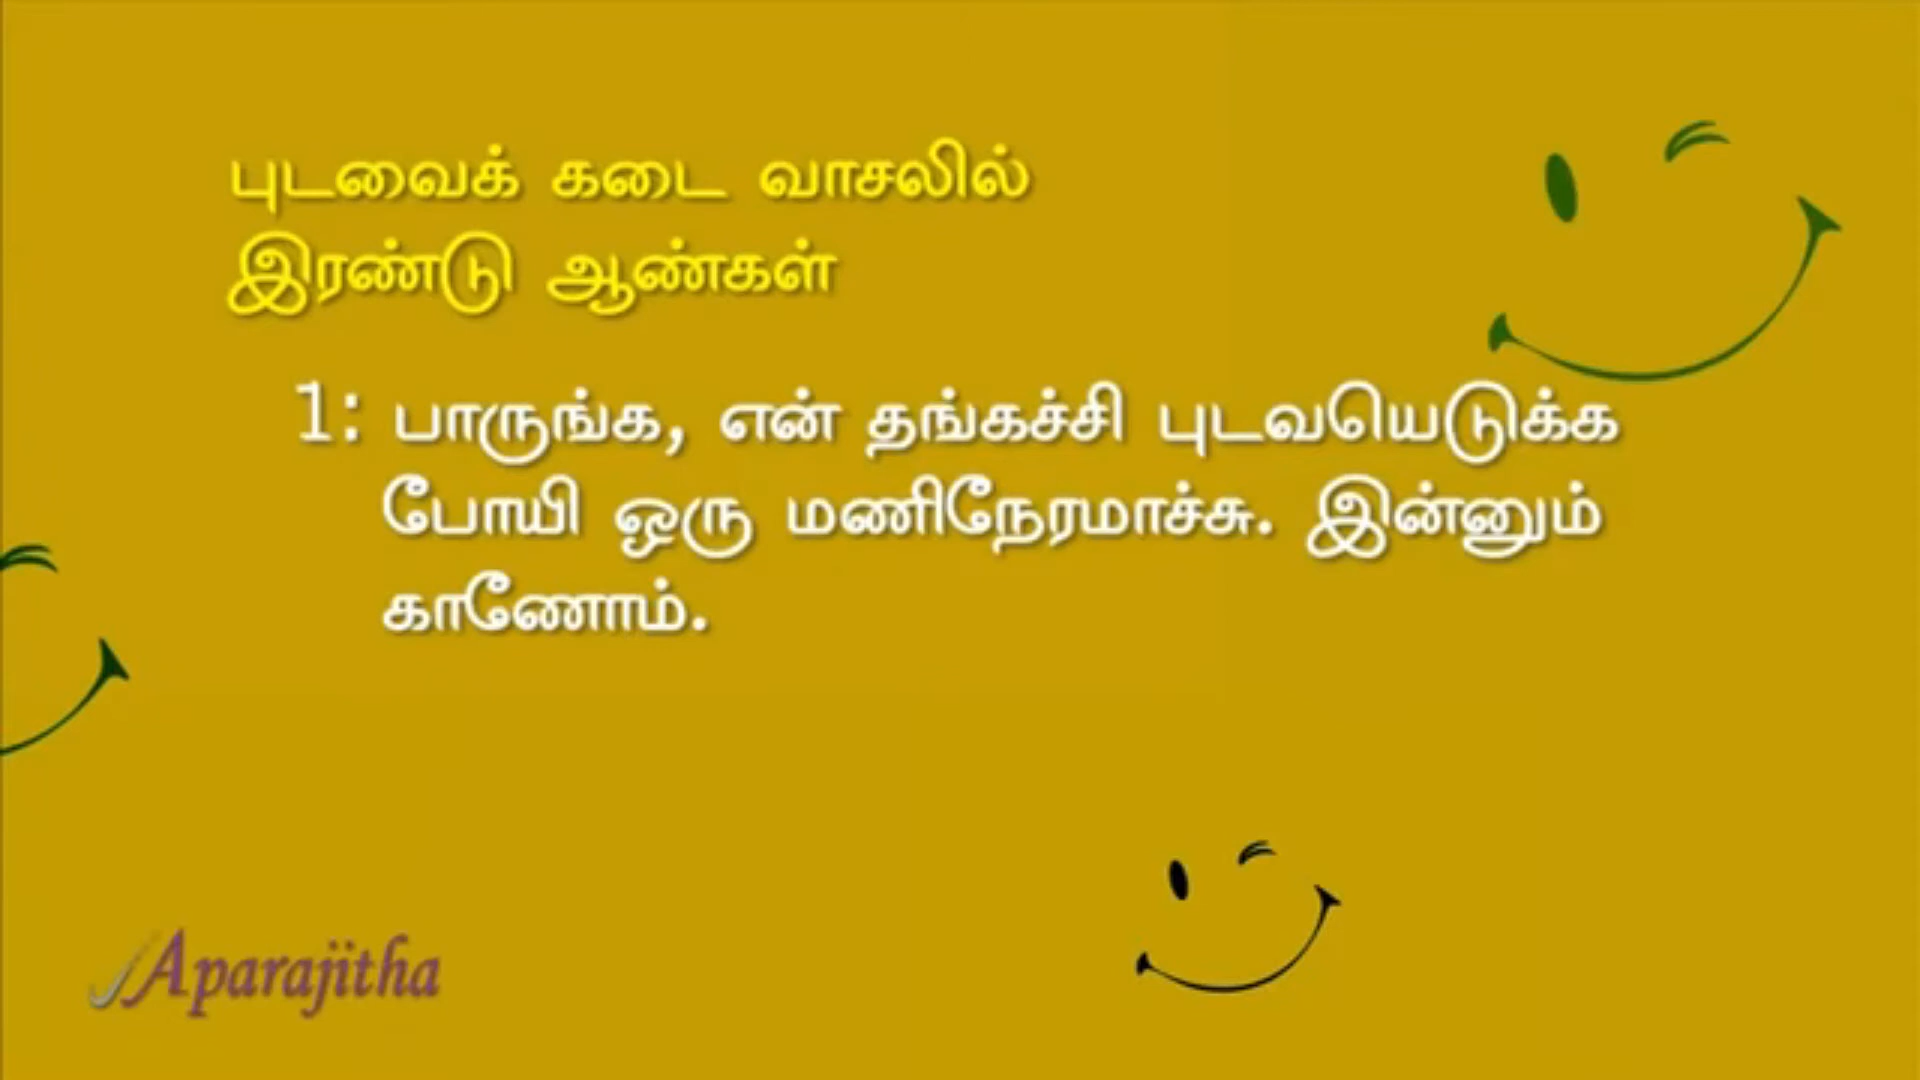 புடவைக் கடை வாசலில்
இரண்டு ஆண்கள்
1: பாருங்க, என் தங்கச்சி புடவயெடுக்க
போயி ஒரு மணிநேரமாச்சு. இன்னும்
காணோம்.
Aparajitha